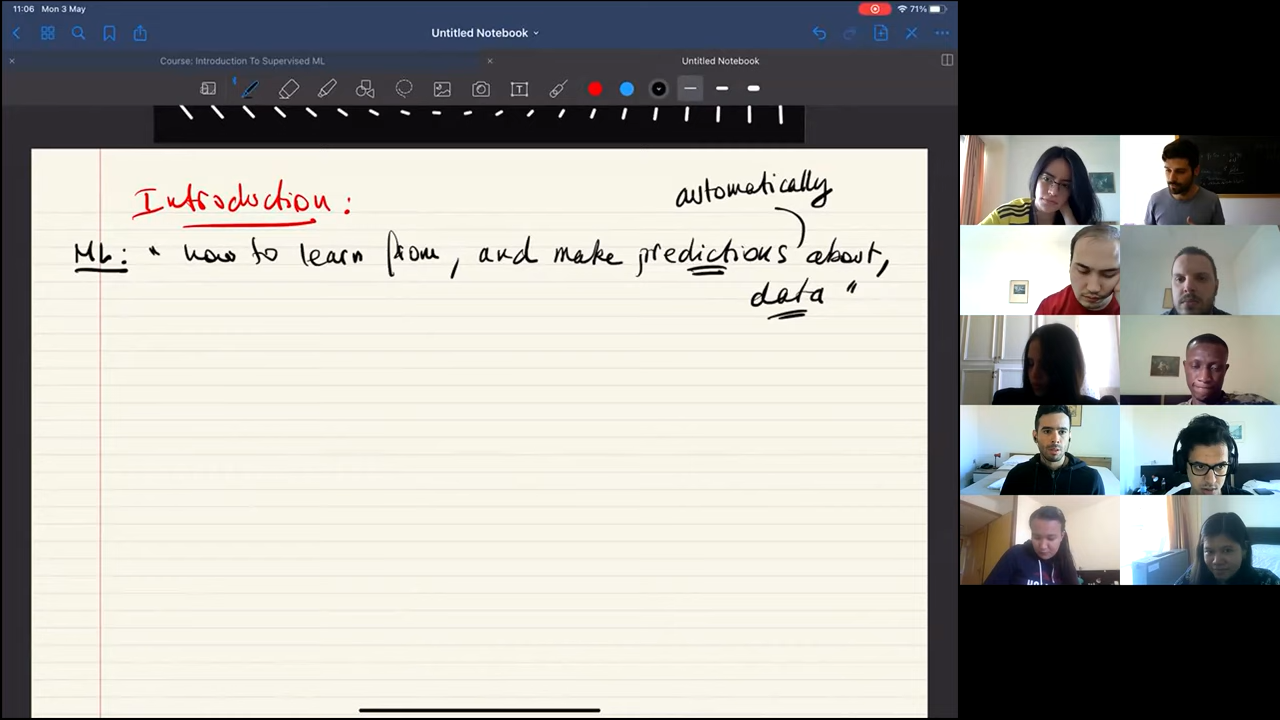 11:06 Mon 3 May
71%
Untitled Notebook
Course: Introduction To Supervised ML
Untitled Notebook
Introduction:
automatically
ML: " how to learn from, and make predictions about,
data "